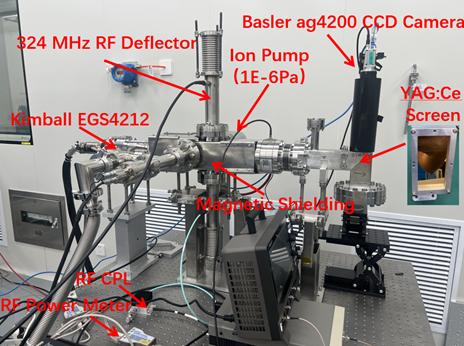 Basler ag4200 CCD Camera
324 MHz RF Deflector
Ion Pump
(1E-6Pa)
YAG:Ce
Screen
Kimball EGS4212
Magnetic Shielding
RF CPL
RF Power Meter